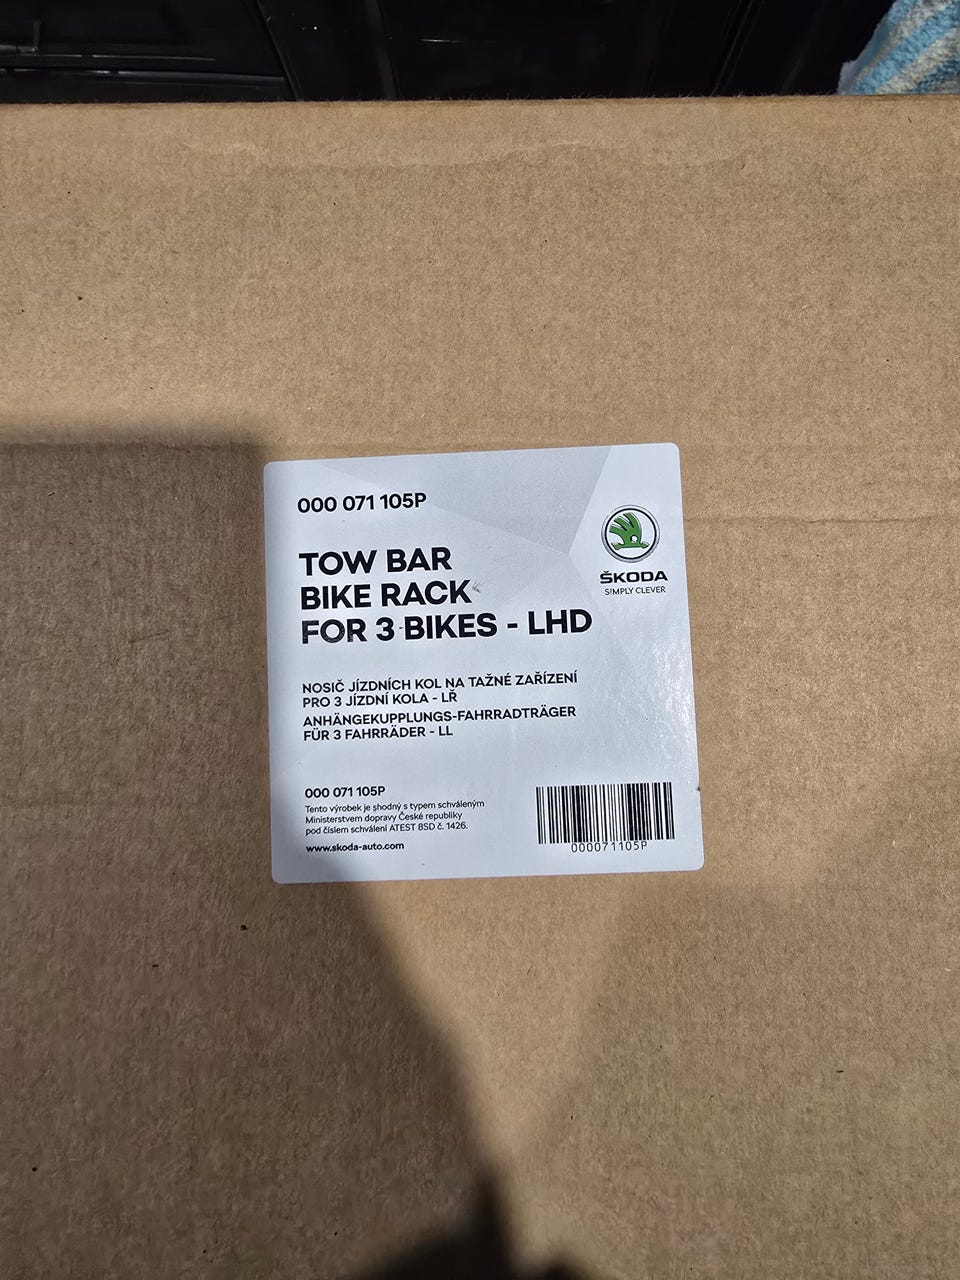 000 071 105P
TOW BAR
BIKE RACK
FOR 3 BIKES - LHD
ŠKODA
SIMPLY CLEVER
NOSIČ JÍZDNÍCH KOL NA TAŽNÉ ZAŘÍZENÍ
PRO 3 JÍZDNÍ KOLA - LŘ
ANHÄNGEKUPPLUNGS-FAHRRADTRÄGER
FÜR 3 FAHRRÄDER - LL
000 071 105P
Tento výrobek je shodný s typem schváleným
Ministerstvem dopravy České republiky
pod číslem schválení ATEST 8SD č. 1426.
www.skoda-auto.com
000071105P